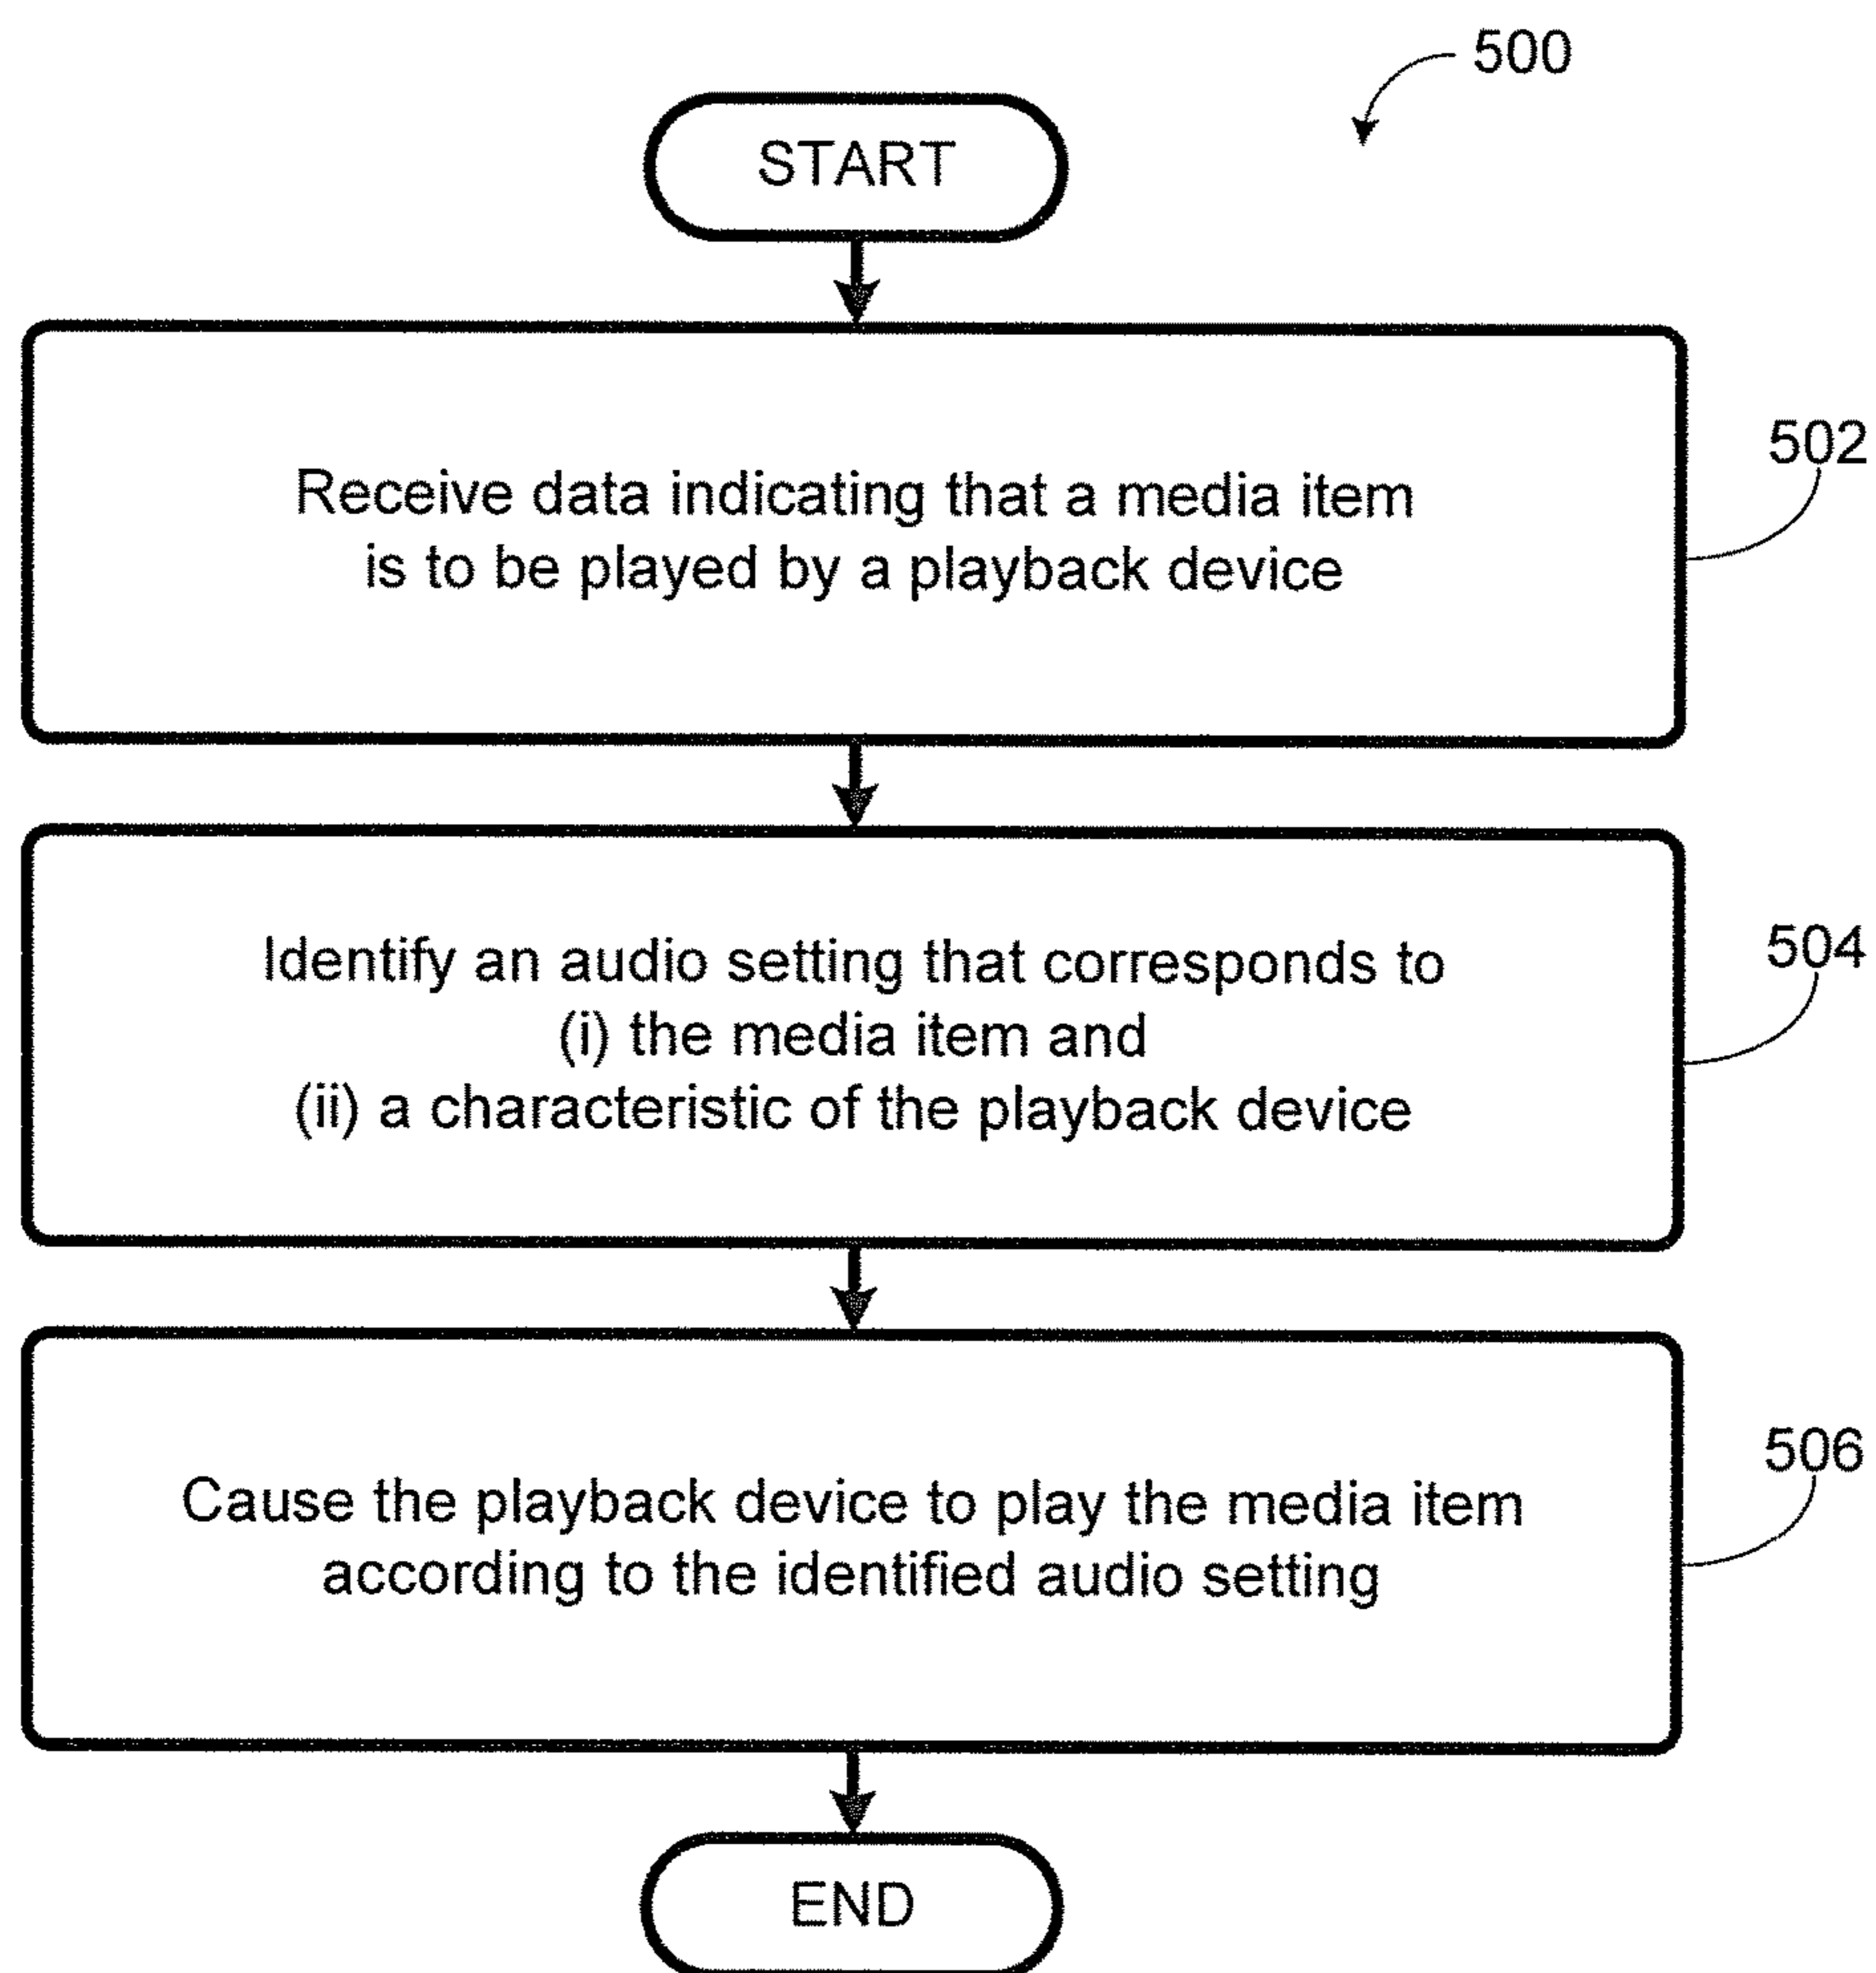 500
START
Receive data indicating that a media item
is to be played by a playback device
502
Identify an audio setting that corresponds to
(i) the media item and
(ii) a characteristic of the playback device
504
Cause the playback device to play the media item
according to the identified audio setting
506
END